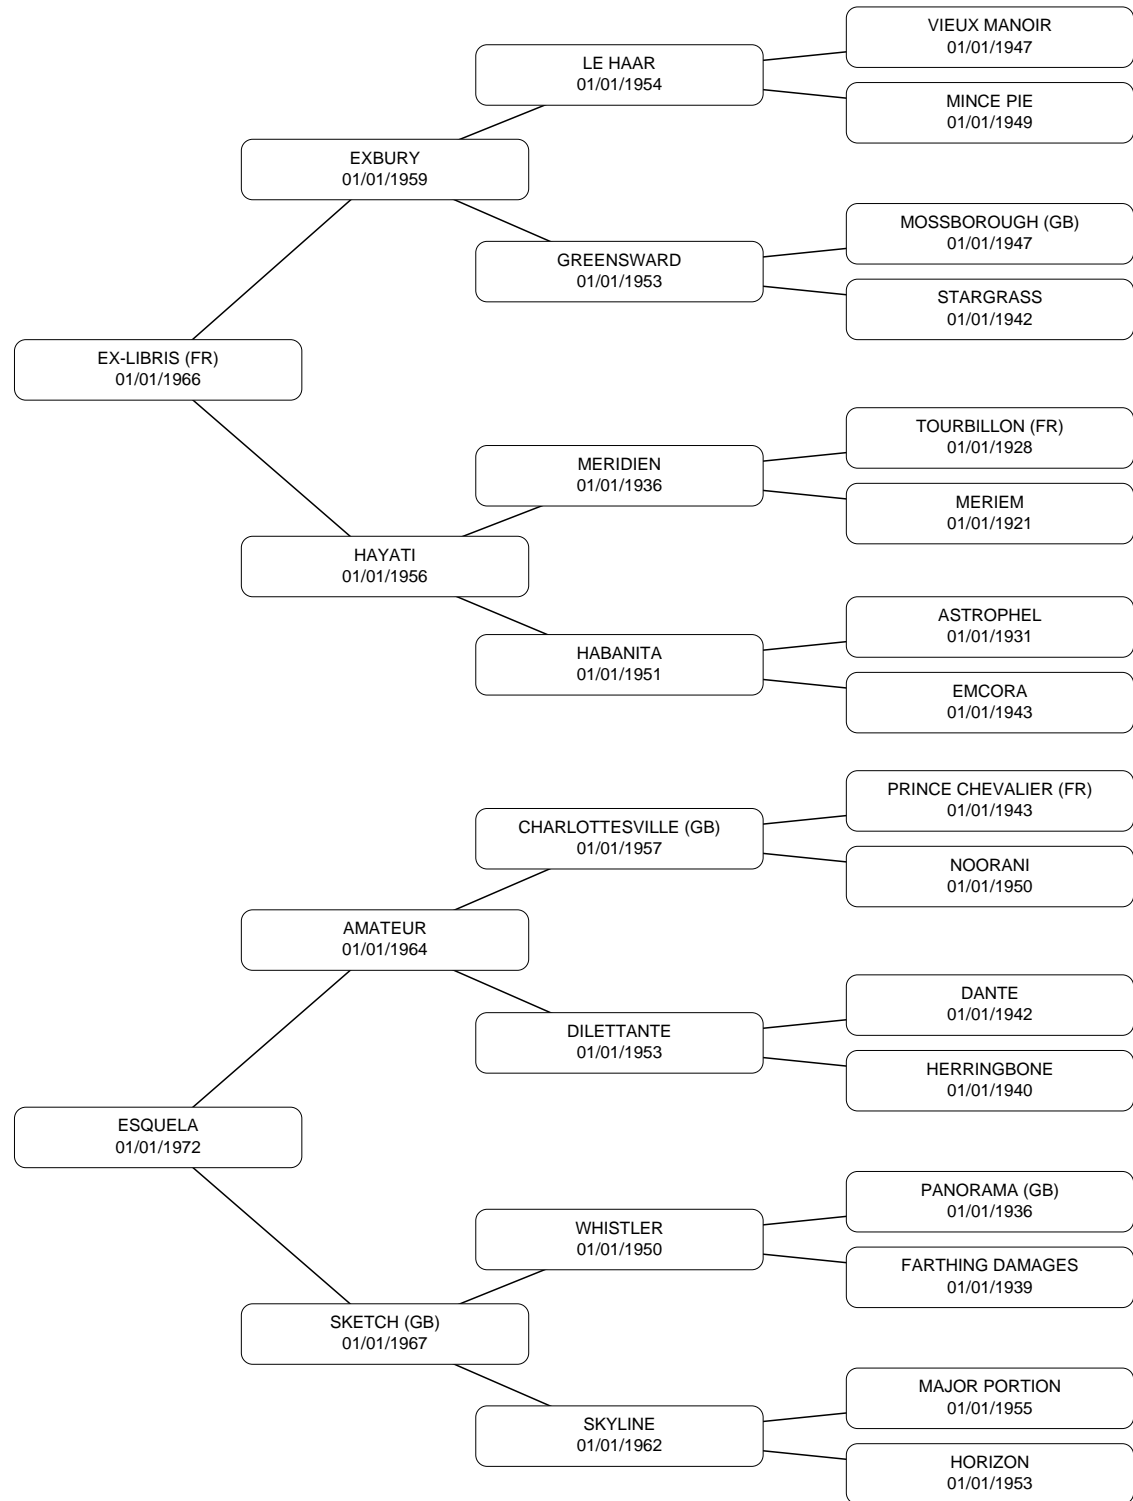 VIEUX MANOIR
01/01/1947
LE HAAR
01/01/1954
MINCE PIE
01/01/1949
EXBURY
01/01/1959
MOSSBOROUGH (GB)
01/01/1947
GREENSWARD
01/01/1953
STARGRASS
01/01/1942
EX-LIBRIS (FR)
01/01/1966
TOURBILLON (FR)
01/01/1928
MERIDIEN
01/01/1936
MERIEM
01/01/1921
HAYATI
01/01/1956
ASTROPHEL
01/01/1931
HABANITA
01/01/1951
EMCORA
01/01/1943
PRINCE CHEVALIER (FR)
01/01/1943
CHARLOTTESVILLE (GB)
01/01/1957
NOORANI
01/01/1950
AMATEUR
01/01/1964
DANTE
01/01/1942
DILETTANTE
01/01/1953
HERRINGBONE
01/01/1940
ESQUELA
01/01/1972
PANORAMA (GB)
01/01/1936
WHISTLER
01/01/1950
FARTHING DAMAGES
01/01/1939
SKETCH (GB)
01/01/1967
MAJOR PORTION
01/01/1955
SKYLINE
01/01/1962
HORIZON
01/01/1953